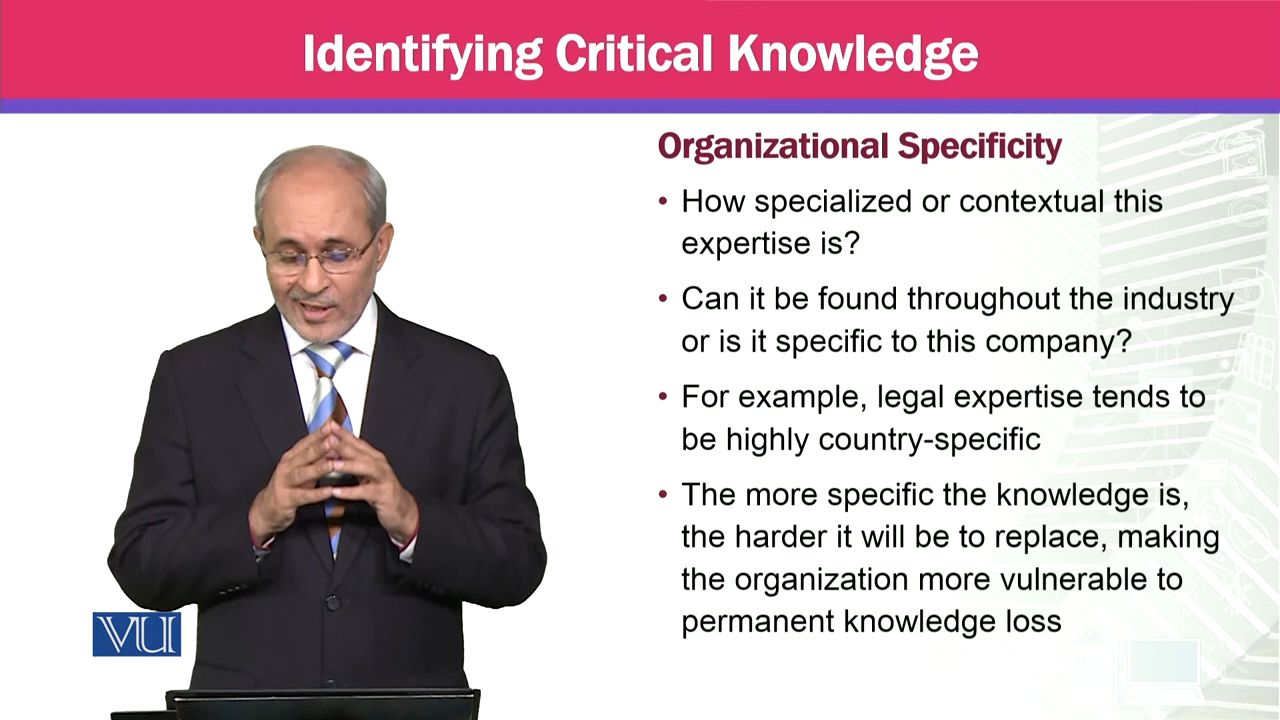 Identifying Critical Knowledge
Organizational Specificity
• How specialized or contextual this
expertise is?
• Can it be found throughout the industry
or is it specific to this company?
• For example, legal expertise tends to
be highly country-specific
• The more specific the knowledge is,
the harder it will be to replace, making
the organization more vulnerable to
permanent knowledge loss
VU